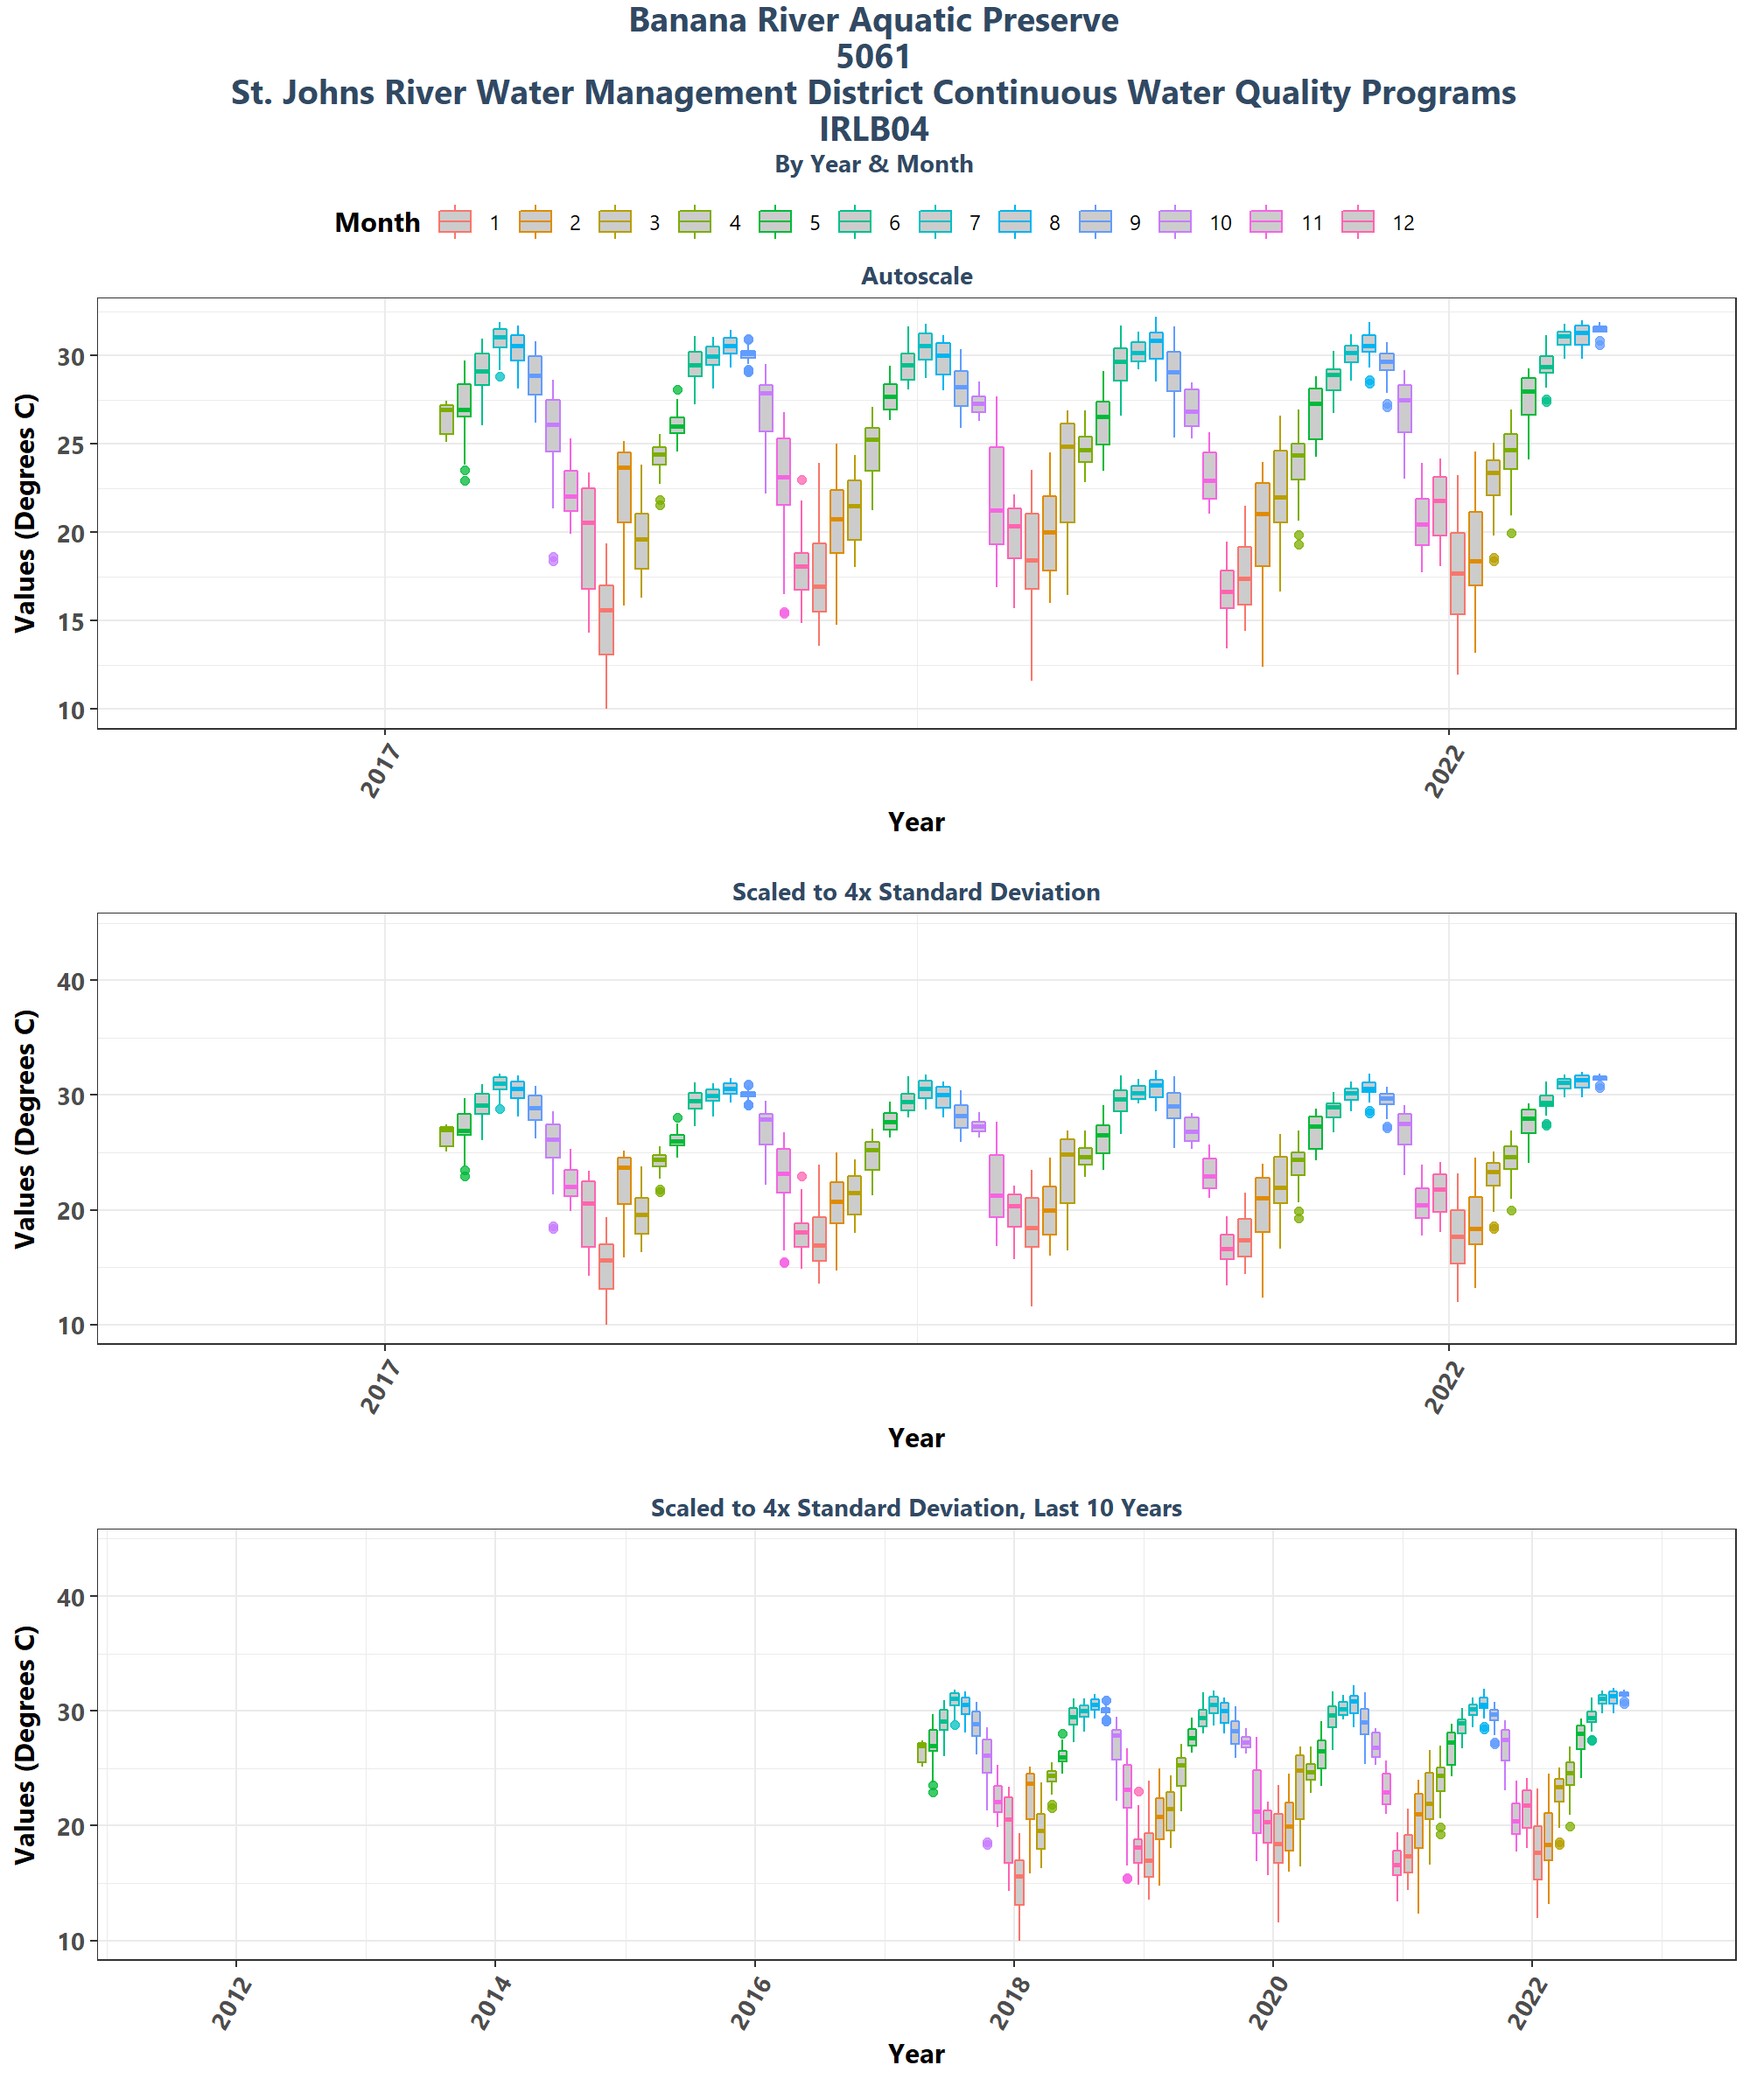 Banana River Aquatic Preserve
5061
St. Johns River Water Management District Continuous Water Quality Programs
IRLB04
By Year & Month
Month 1 2 3 4 5 6 7 8 9 10 11 12
Autoscale
Values (Degrees C)
30
25
20
15
10
2017 2022
Year
Scaled to 4x Standard Deviation
Values (Degrees C)
40
30
20
10
2017 2022
Year
Scaled to 4x Standard Deviation, Last 10 Years
Values (Degrees C)
40
30
20
10
2012 2014 2016 2018 2020 2022
Year